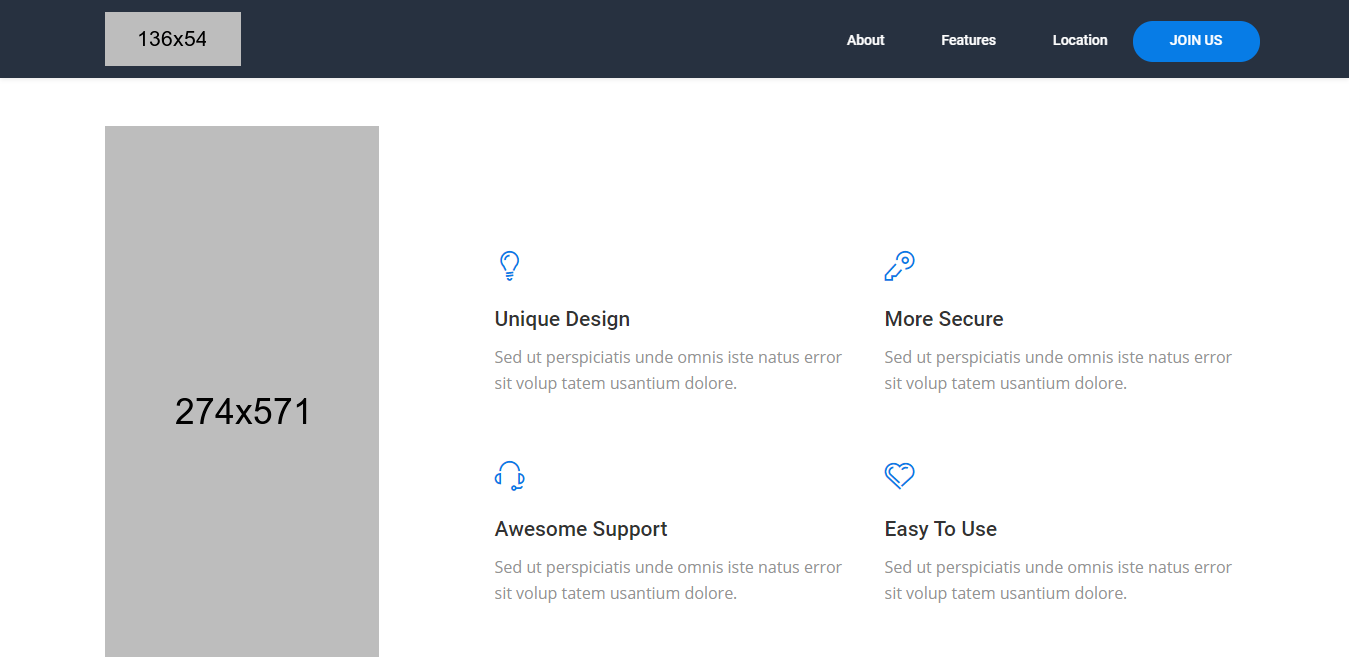 136x54
About
Features
Location
JOIN US
274x571
Unique Design
Sed ut perspiciatis unde omnis iste natus error
sit volup tatem usantium dolore.
More Secure
Sed ut perspiciatis unde omnis iste natus error
sit volup tatem usantium dolore.
Awesome Support
Sed ut perspiciatis unde omnis iste natus error
sit volup tatem usantium dolore.
Easy To Use
Sed ut perspiciatis unde omnis iste natus error
sit volup tatem usantium dolore.